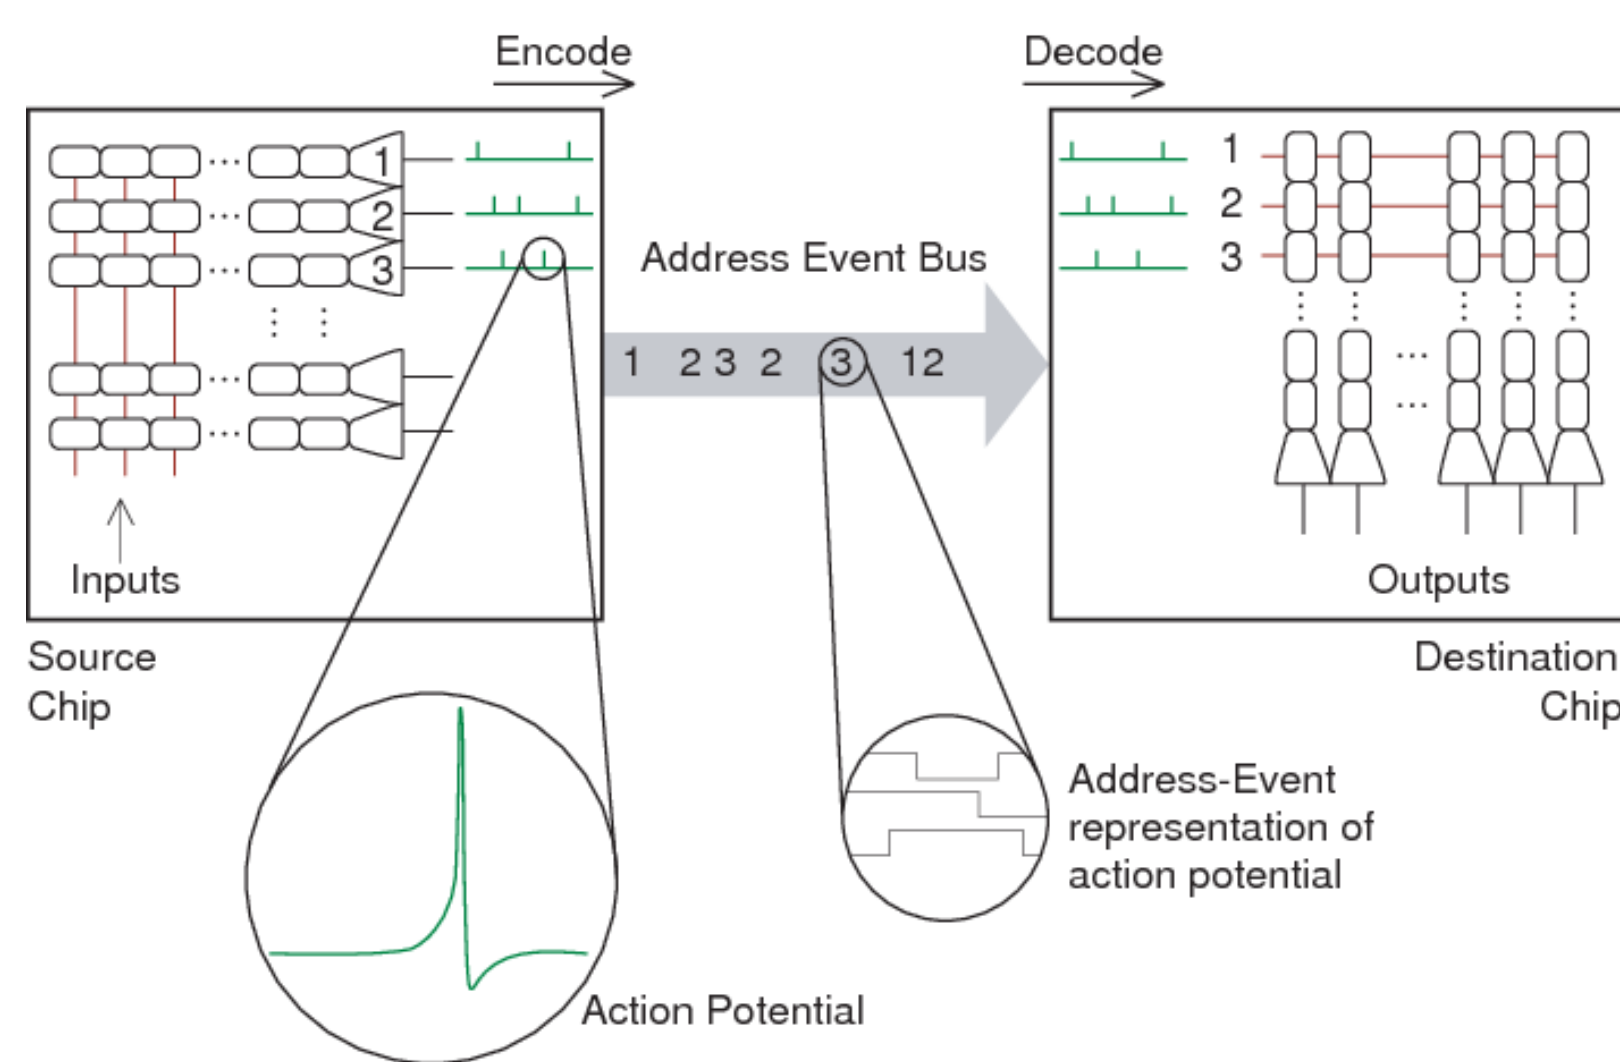 Encode
Decode
1
2
3
Inputs
Source
Chip
Address Event Bus
1 2 3 2 3 1 2
1
2
3
Outputs
Destination
Chip
Action Potential
Address-Event
representation of
action potential